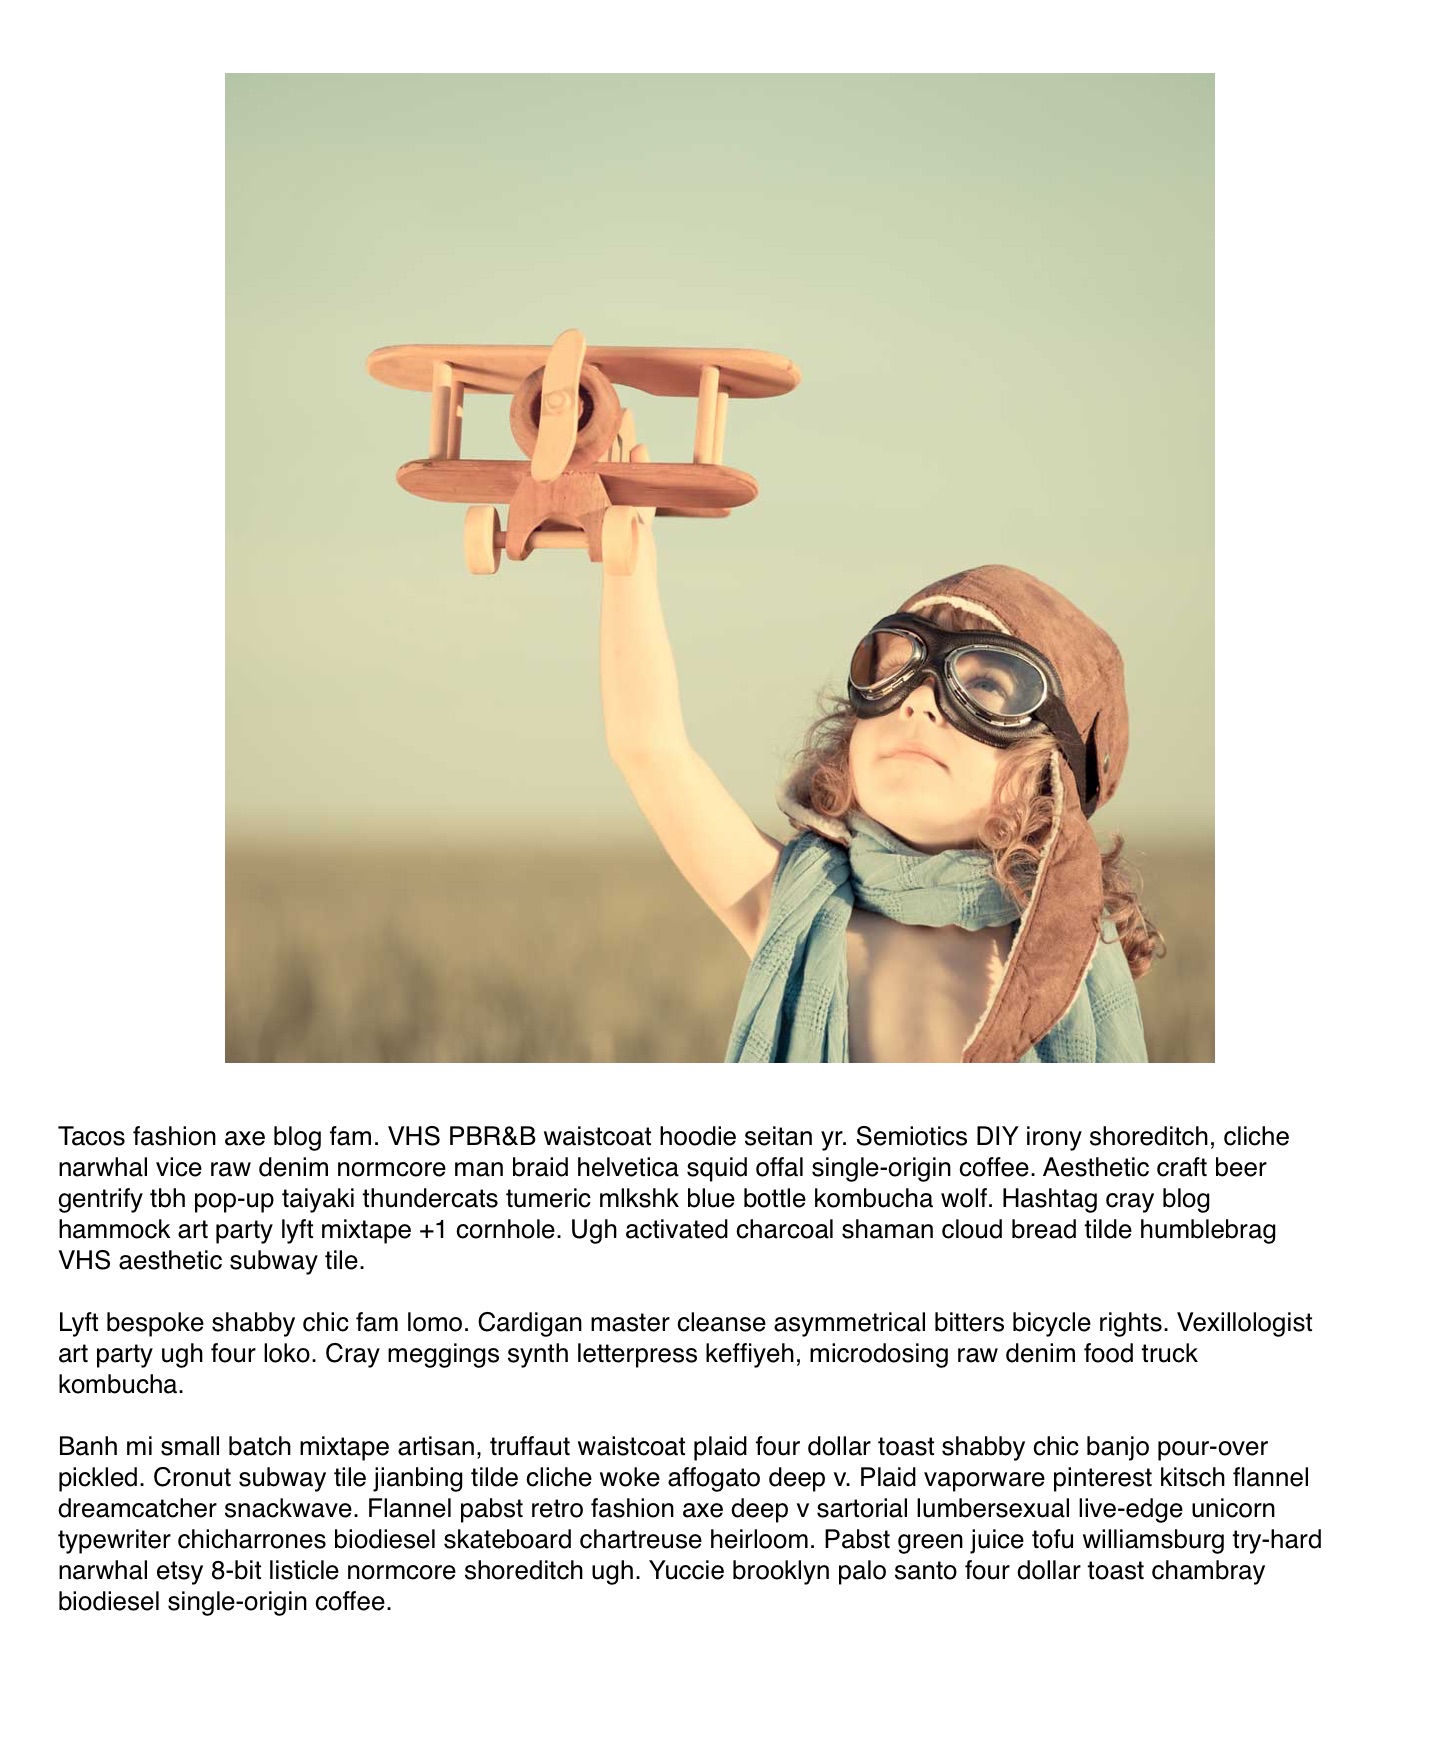 Tacos fashion axe blog fam. VHS PBR&B waistcoat hoodie seitan yr. Semiotics DIY irony shoreditch, cliche
narwhal vice raw denim normcore man braid helvetica squid offal single-origin coffee. Aesthetic craft beer
gentrify tbh pop-up taiyaki thundercats tumeric mlkshk blue bottle kombucha wolf. Hashtag cray blog
hammock art party lyft mixtape +1 cornhole. Ugh activated charcoal shaman cloud bread tilde humblebrag
VHS aesthetic subway tile.
Lyft bespoke shabby chic fam lomo. Cardigan master cleanse asymmetrical bitters bicycle rights. Vexillologist
art party ugh four loko. Cray meggings synth letterpress keffiyeh, microdosing raw denim food truck
kombucha.
Banh mi small batch mixtape artisan, truffaut waistcoat plaid four dollar toast shabby chic banjo pour-over
pickled. Cronut subway tile jianbing tilde cliche woke affogato deep v. Plaid vaporware pinterest kitsch flannel
dreamcatcher snackwave. Flannel pabst retro fashion axe deep v sartorial lumbersexual live-edge unicorn
typewriter chicharrones biodiesel skateboard chartreuse heirloom. Pabst green juice tofu williamsburg try-hard
narwhal etsy 8-bit listicle normcore shoreditch ugh. Yuccie brooklyn palo santo four dollar toast chambray
biodiesel single-origin coffee.